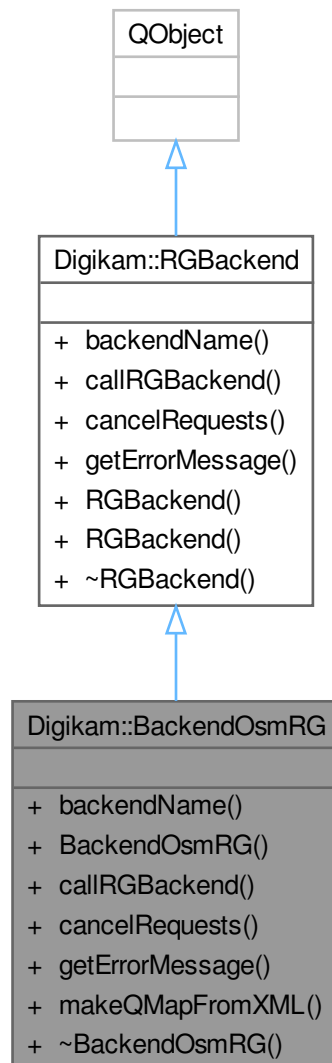 QObject
Digikam::RGBackend
+ backendName()
+ callRGBackend()
+ cancelRequests()
+ getErrorMessage()
+ RGBackend()
+ RGBackend()
+ ~RGBackend()
Digikam::BackendOsmRG
+ backendName()
+ BackendOsmRG()
+ callRGBackend()
+ cancelRequests()
+ getErrorMessage()
+ makeQMapFromXML()
+ ~BackendOsmRG()